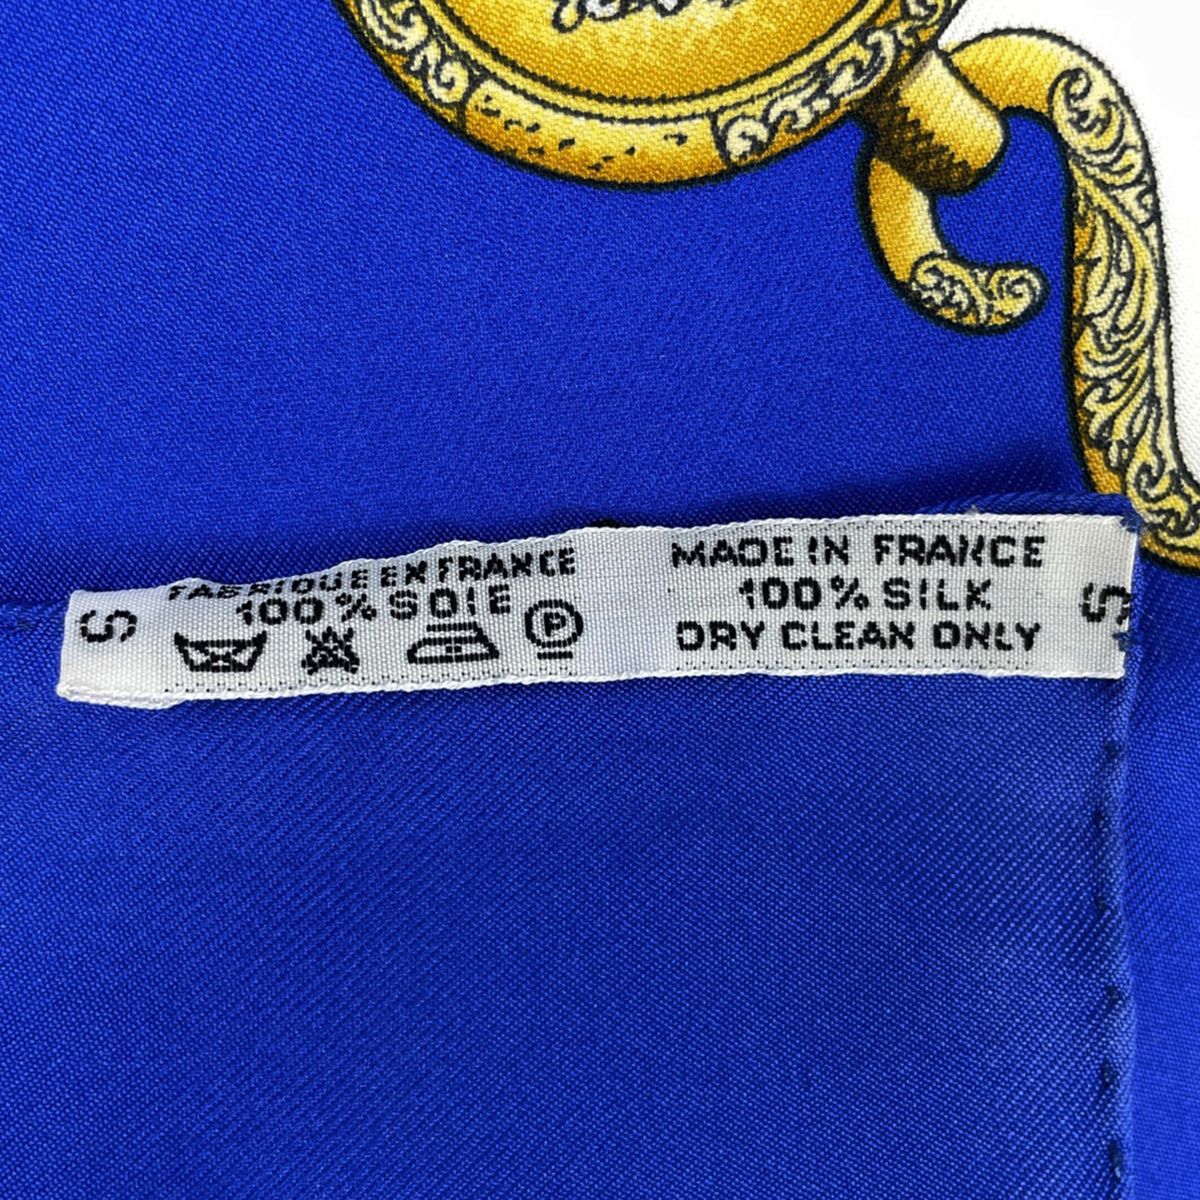 S
FABRIQUE EN FRANCE
100% SOIE
P
MADE IN FRANCE
100% SILK
DRY CLEAN ONLY
S